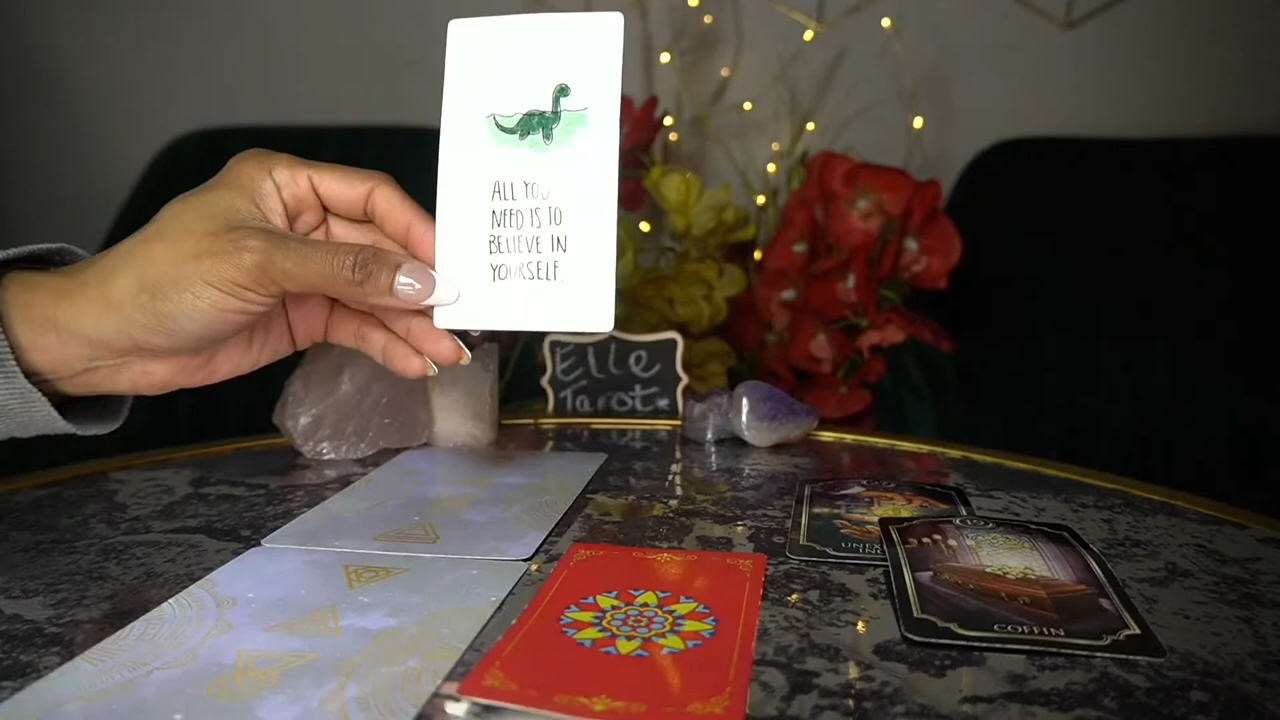 ALL YOU
NEED IS TO
BELIEVE IN
YOURSELF.
Elle
Tarot
COFFIN